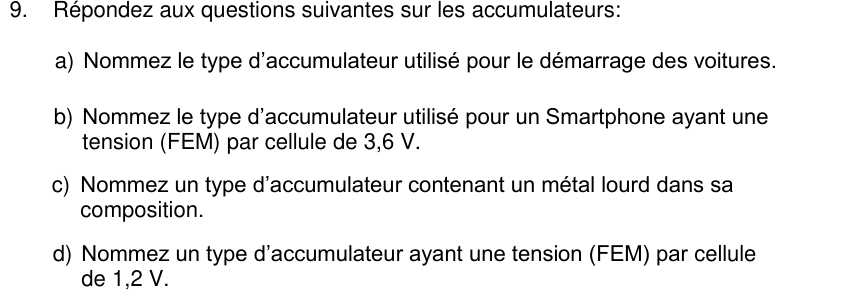 9. Répondez aux questions suivantes sur les accumulateurs:
a) Nommez le type d'accumulateur utilisé pour le démarrage des voitures.
b) Nommez le type d'accumulateur utilisé pour un Smartphone ayant une
tension (FEM) par cellule de 3,6 V.
c) Nommez un type d'accumulateur contenant un métal lourd dans sa
composition.
d) Nommez un type d'accumulateur ayant une tension (FEM) par cellule
de 1,2 V.